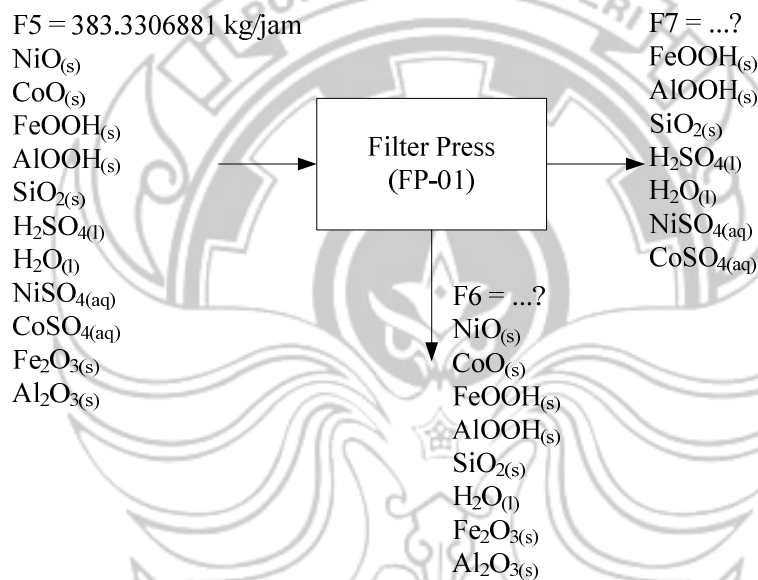 F5 = 383.3306881 kg/jam
NiO(s)
CoO(s)
FeOOH(s)
AlOOH(s)
SiO2(s)
H2SO4(l)
H2O(l)
NiSO4(aq)
CoSO4(aq)
Fe2O3(s)
Al2O3(s)
Filter Press
(FP-01)
F7 = ...?
FeOOH(s)
AlOOH(s)
SiO2(s)
H2SO4(l)
H2O(l)
NiSO4(aq)
CoSO4(aq)
F6 = ...?
NiO(s)
CoO(s)
FeOOH(s)
AlOOH(s)
SiO2(s)
H2O(l)
Fe2O3(s)
Al2O3(s)